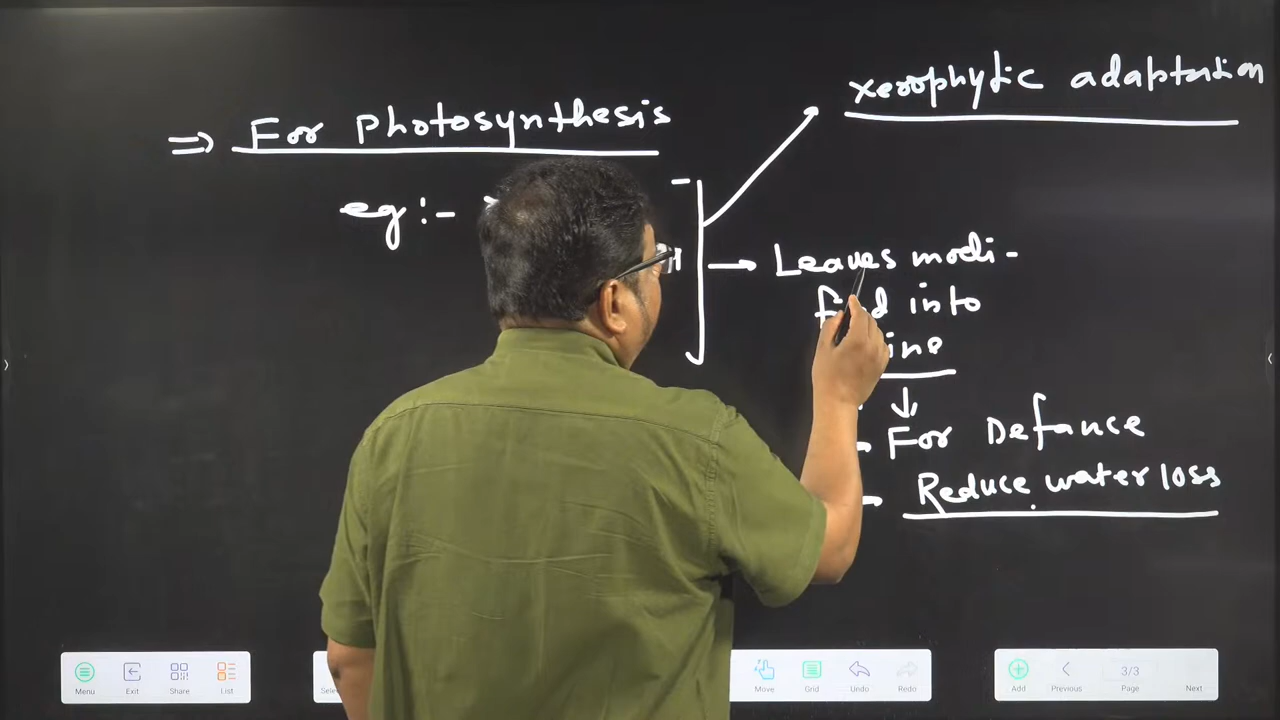 xerophytic adaptation
⇒ For photosynthesis
eg :-
→ Leaves modi-
fied into
↓
For Defance
Reduce water loss
Menu
Exit
Share
List
Move
Grid
Undo
Redo
Add
Previous
3/3
Page
Next